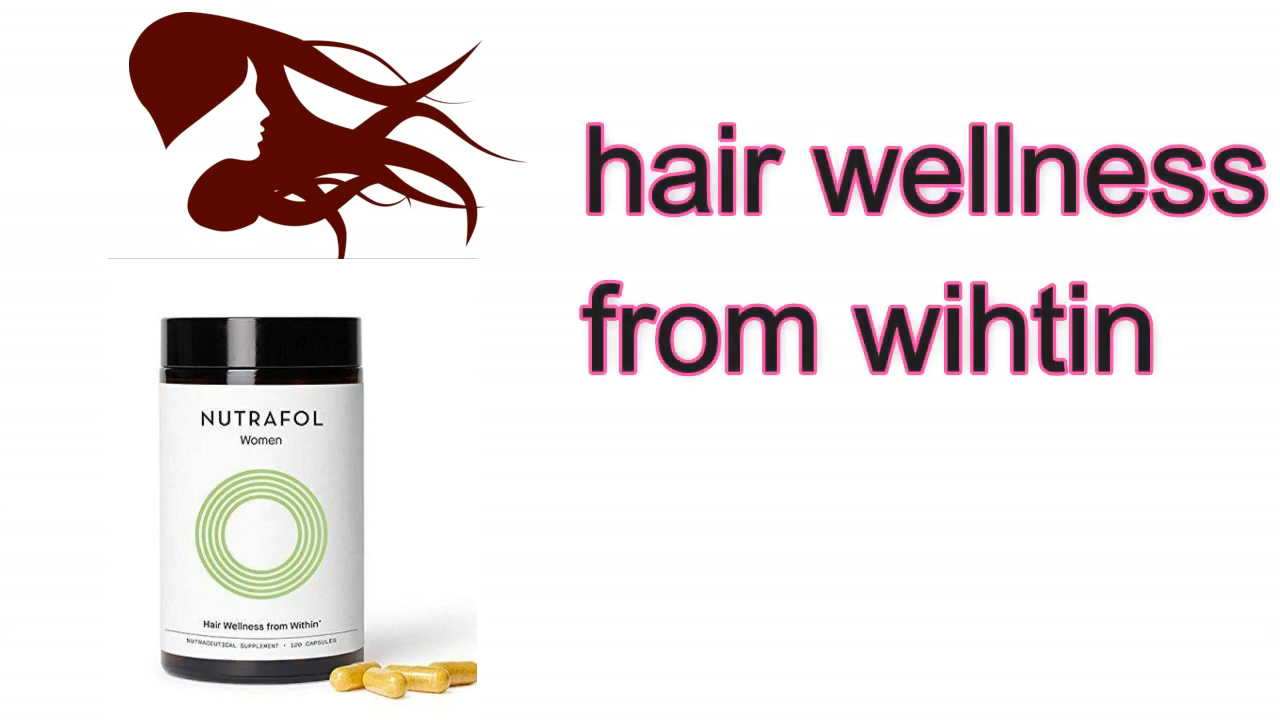 hair wellness
from wihtin
NUTRAFOL
Women
Hair Wellness from Within*
NUTRACEUTICAL SUPPLEMENT • 120 CAPSULES